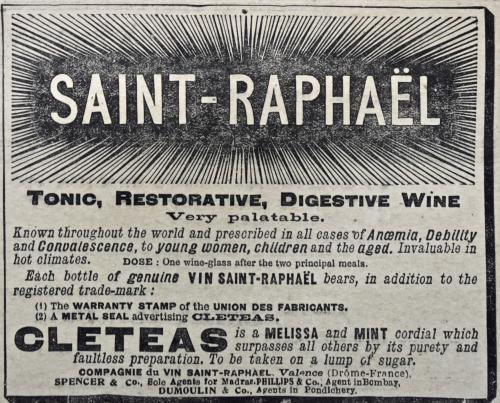 SAINT-RAPHAËL
TONIC, RESTORATIVE, DIGESTIVE WINE
Very palatable.
Known throughout the world and prescribed in all cases of Anœmia, Debility
and Convalescence, to young women, children and the aged. Invaluable in
hot climates. DOSE : One wine-glass after the two principal meals.
Each bottle of genuine VIN SAINT-RAPHAËL bears, in addition to the
registered trade-mark :
(1) The WARRANTY STAMP of the UNION DES FABRICANTS.
(2) A METAL SEAL advertising CLETEAS.
CLETEAS is a MELISSA and MINT cordial which
surpasses all others by its purety and
faultless preparation. To be taken on a lump of sugar.
COMPAGNIE du VIN SAINT-RAPHAEL. Valence (Drôme-France).
SPENCER & Co., Sole Agents for Madras. PHILLIPS & Co., Agent in Bombay,
DUMOULIN & Co., Agents in Pondichery.